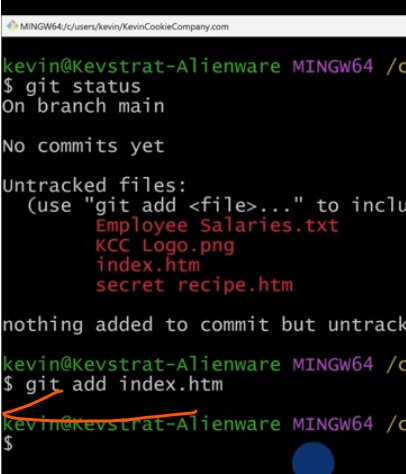 MINGW64:/c/users/kevin/KevinCookieCompany.com
kevin@Kevstrat-Alienware MINGW64 /c
$ git status
On branch main
No commits yet
Untracked files:
(use "git add <file>..." to inclu
Employee Salaries.txt
KCC Logo.png
index.htm
secret recipe.htm
nothing added to commit but untrack
kevin@Kevstrat-Alienware MINGW64 /c
$ git add index.htm
kevin@Kevstrat-Alienware MINGW64 /c
$